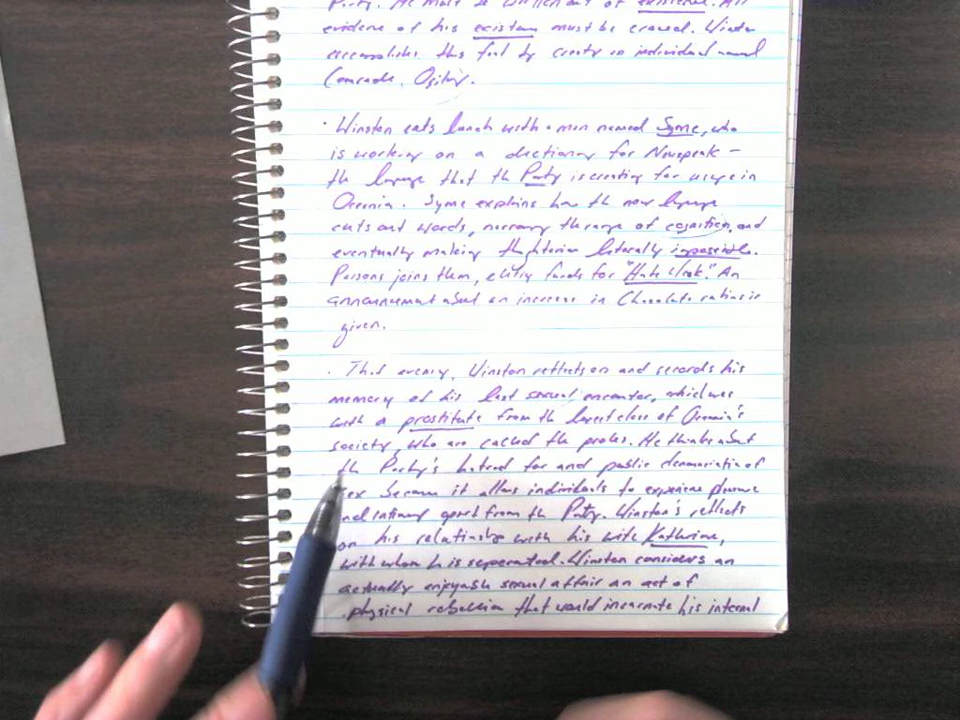 Party. He must be written out of existence. All
evidence of his existence must be erased. Winston
accomplishes this feat by creating an individual named
Comrade, Ogilvy.
· Winston eats lunch with a man named Syme, who
is working on a dictionary for Newspeak –
the language that the Party is creating for usage in
Oceania. Syme explains how the new language
cuts out words, narrowing the range of cognition, and
eventually making literally impossible.
Parsons joins them, funds for "Hate Week." An
announcement about an increase in Chocolate rations is
given.
· That evening, Winston reflects on and records his
memory of his last sexual encounter, which was
with a prostitute from the lowest class of Oceania's
society, who are called the proles. He thinks about
the Party's hatred for and public denunciation of
sex because it allows individuals to experience pleasure
and intimacy apart from the Party. Winston's reflects
on his relationship with his wife Katherine,
with whom he is separated. Winston considers an
actually enjoyable sexual affair an act of
physical rebellion that would incarnate his internal